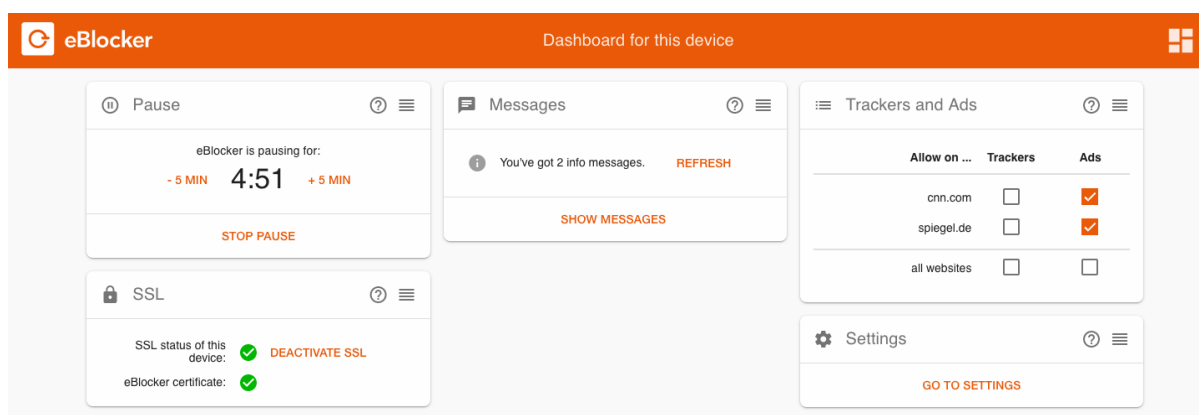 eBlocker
Dashboard for this device
Pause
eBlocker is pausing for:
- 5 MIN 4:51 + 5 MIN
STOP PAUSE
SSL
SSL status of this
device:
DEACTIVATE SSL
eBlocker certificate:
Messages
You've got 2 info messages. REFRESH
SHOW MESSAGES
Trackers and Ads
Allow on ... Trackers Ads
cnn.com
spiegel.de
all websites
Settings
GO TO SETTINGS